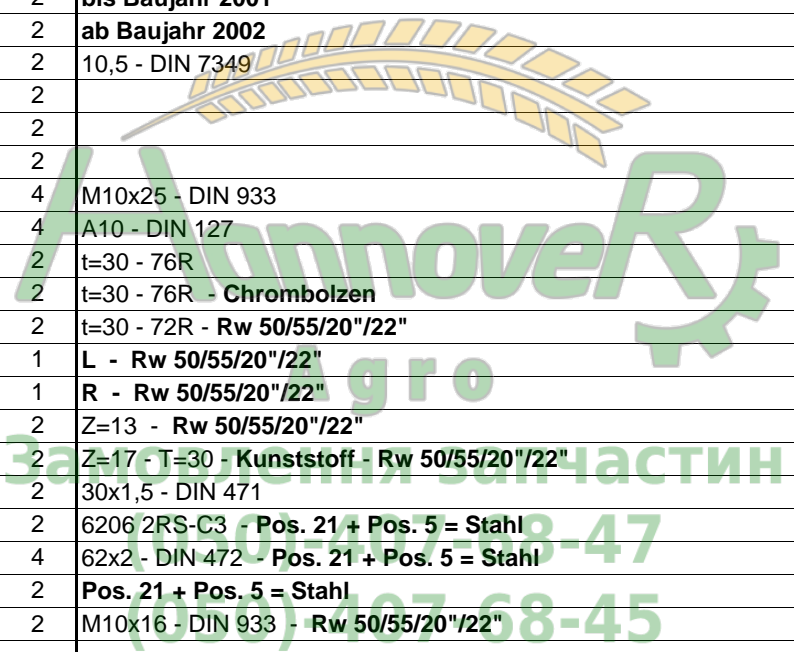 2 bis Baujahr 2001
2 ab Baujahr 2002
2 10,5 - DIN 7349
2
2
2
4 M10x25 - DIN 933
4 A10 - DIN 127
2 t=30 - 76R
2 t=30 - 76R - Chrombolzen
2 t=30 - 72R - Rw 50/55/20"/22"
1 L - Rw 50/55/20"/22"
1 R - Rw 50/55/20"/22"
2 Z=13 - Rw 50/55/20"/22"
2 Z=17 - T=30 - Kunststoff - Rw 50/55/20"/22"
2 30x1,5 - DIN 471
2 6206 2RS-C3 - Pos. 21 + Pos. 5 = Stahl
4 62x2 - DIN 472 - Pos. 21 + Pos. 5 = Stahl
2 Pos. 21 + Pos. 5 = Stahl
2 M10x16 - DIN 933 - Rw 50/55/20"/22"
HannoveR
Agro
Замовлення запчастин
(050)-407-68-47
(050)-407-68-45